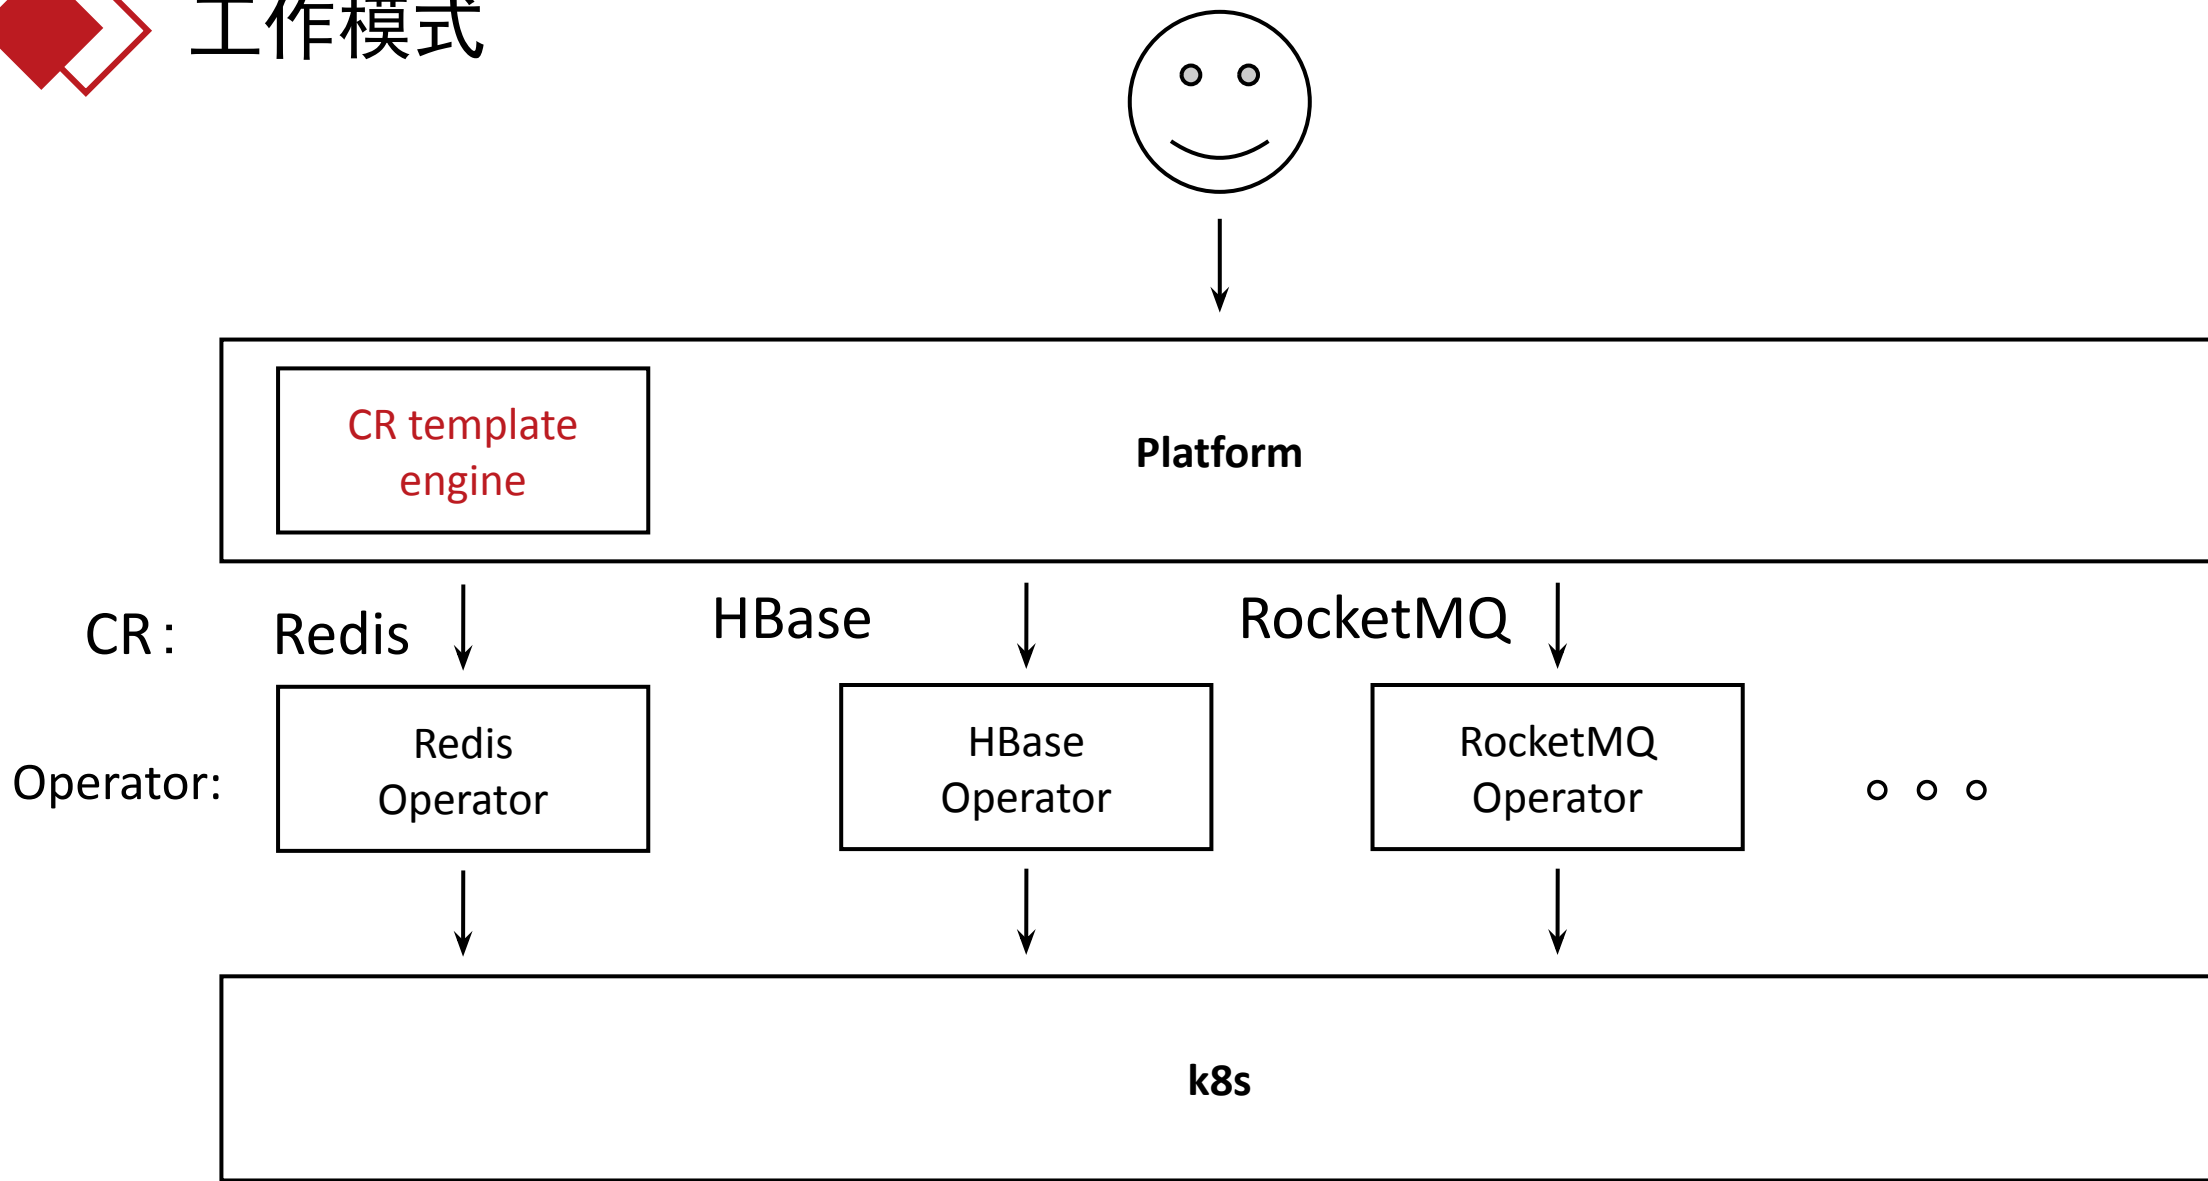 工作模式
CR template
engine
Platform
CR： Redis HBase RocketMQ
Operator:
Redis
Operator
HBase
Operator
RocketMQ
Operator
k8s